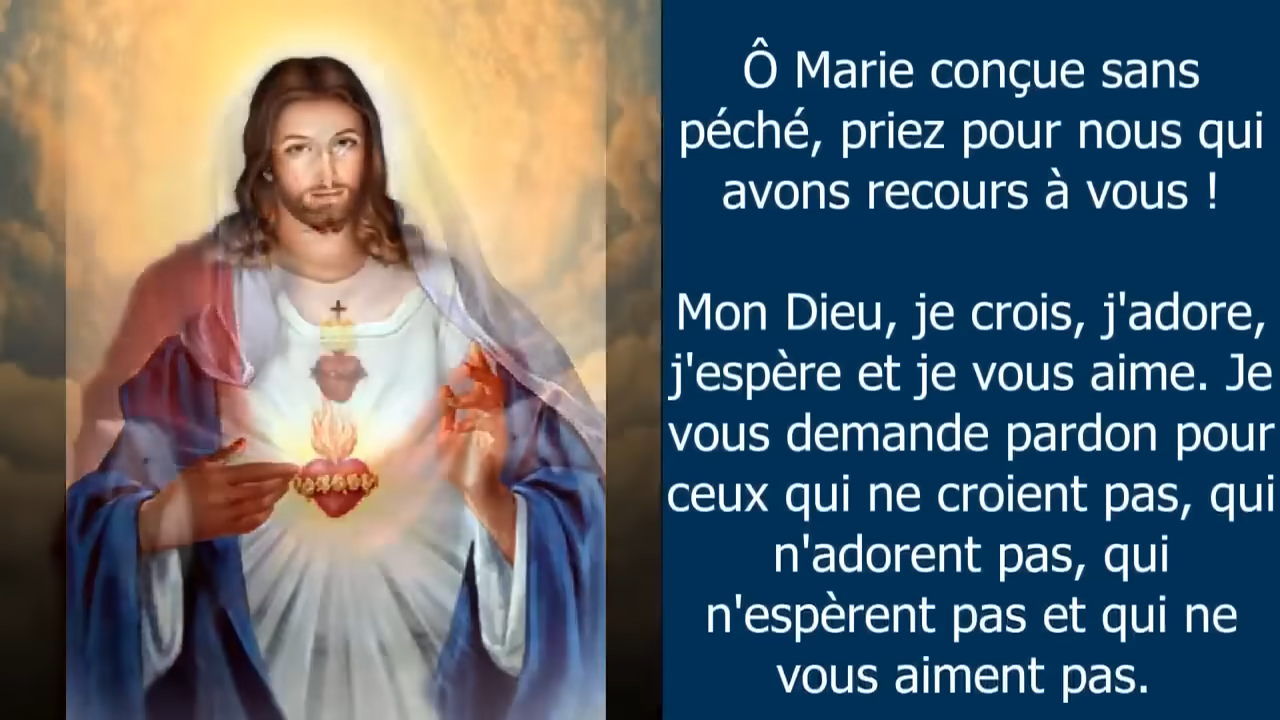 Ô Marie conçue sans
péché, priez pour nous qui
avons recours à vous !
Mon Dieu, je crois, j'adore,
j'espère et je vous aime. Je
vous demande pardon pour
ceux qui ne croient pas, qui
n'adorent pas, qui
n'espèrent pas et qui ne
vous aiment pas.